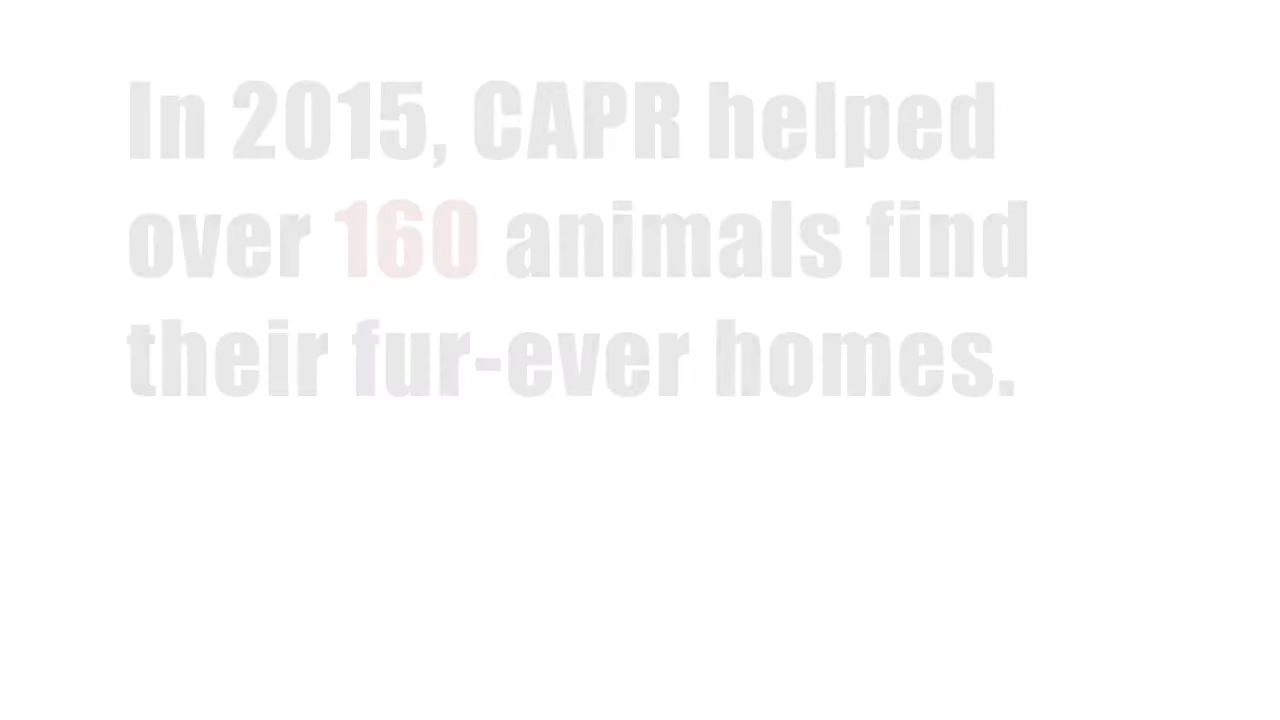 In 2015, CAPR helped
over 160 animals find
their fur-ever homes.